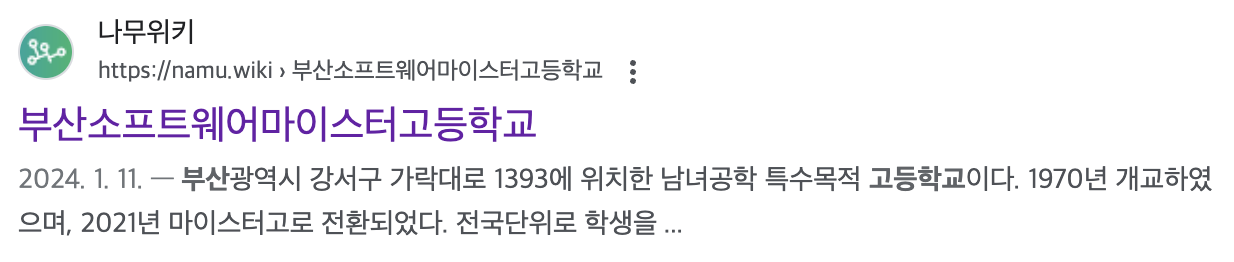 나무위키
https://namu.wiki › 부산소프트웨어마이스터고등학교
부산소프트웨어마이스터고등학교
2024. 1. 11. — 부산광역시 강서구 가락대로 1393에 위치한 남녀공학 특수목적 고등학교이다. 1970년 개교하였
으며, 2021년 마이스터고로 전환되었다. 전국단위로 학생을 ...